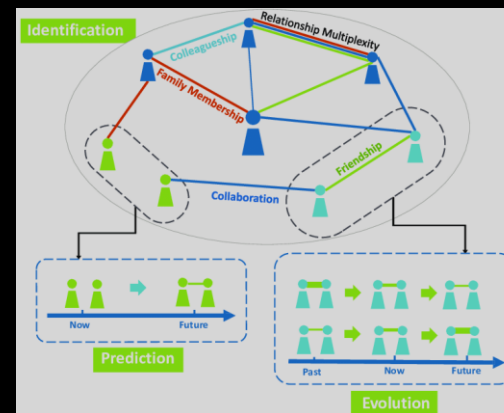 Identification
Relationship Multiplexity
Colleagueship
Family Membership
Friendship
Collaboration
Now
Future
Prediction
Past
Now
Future
Evolution